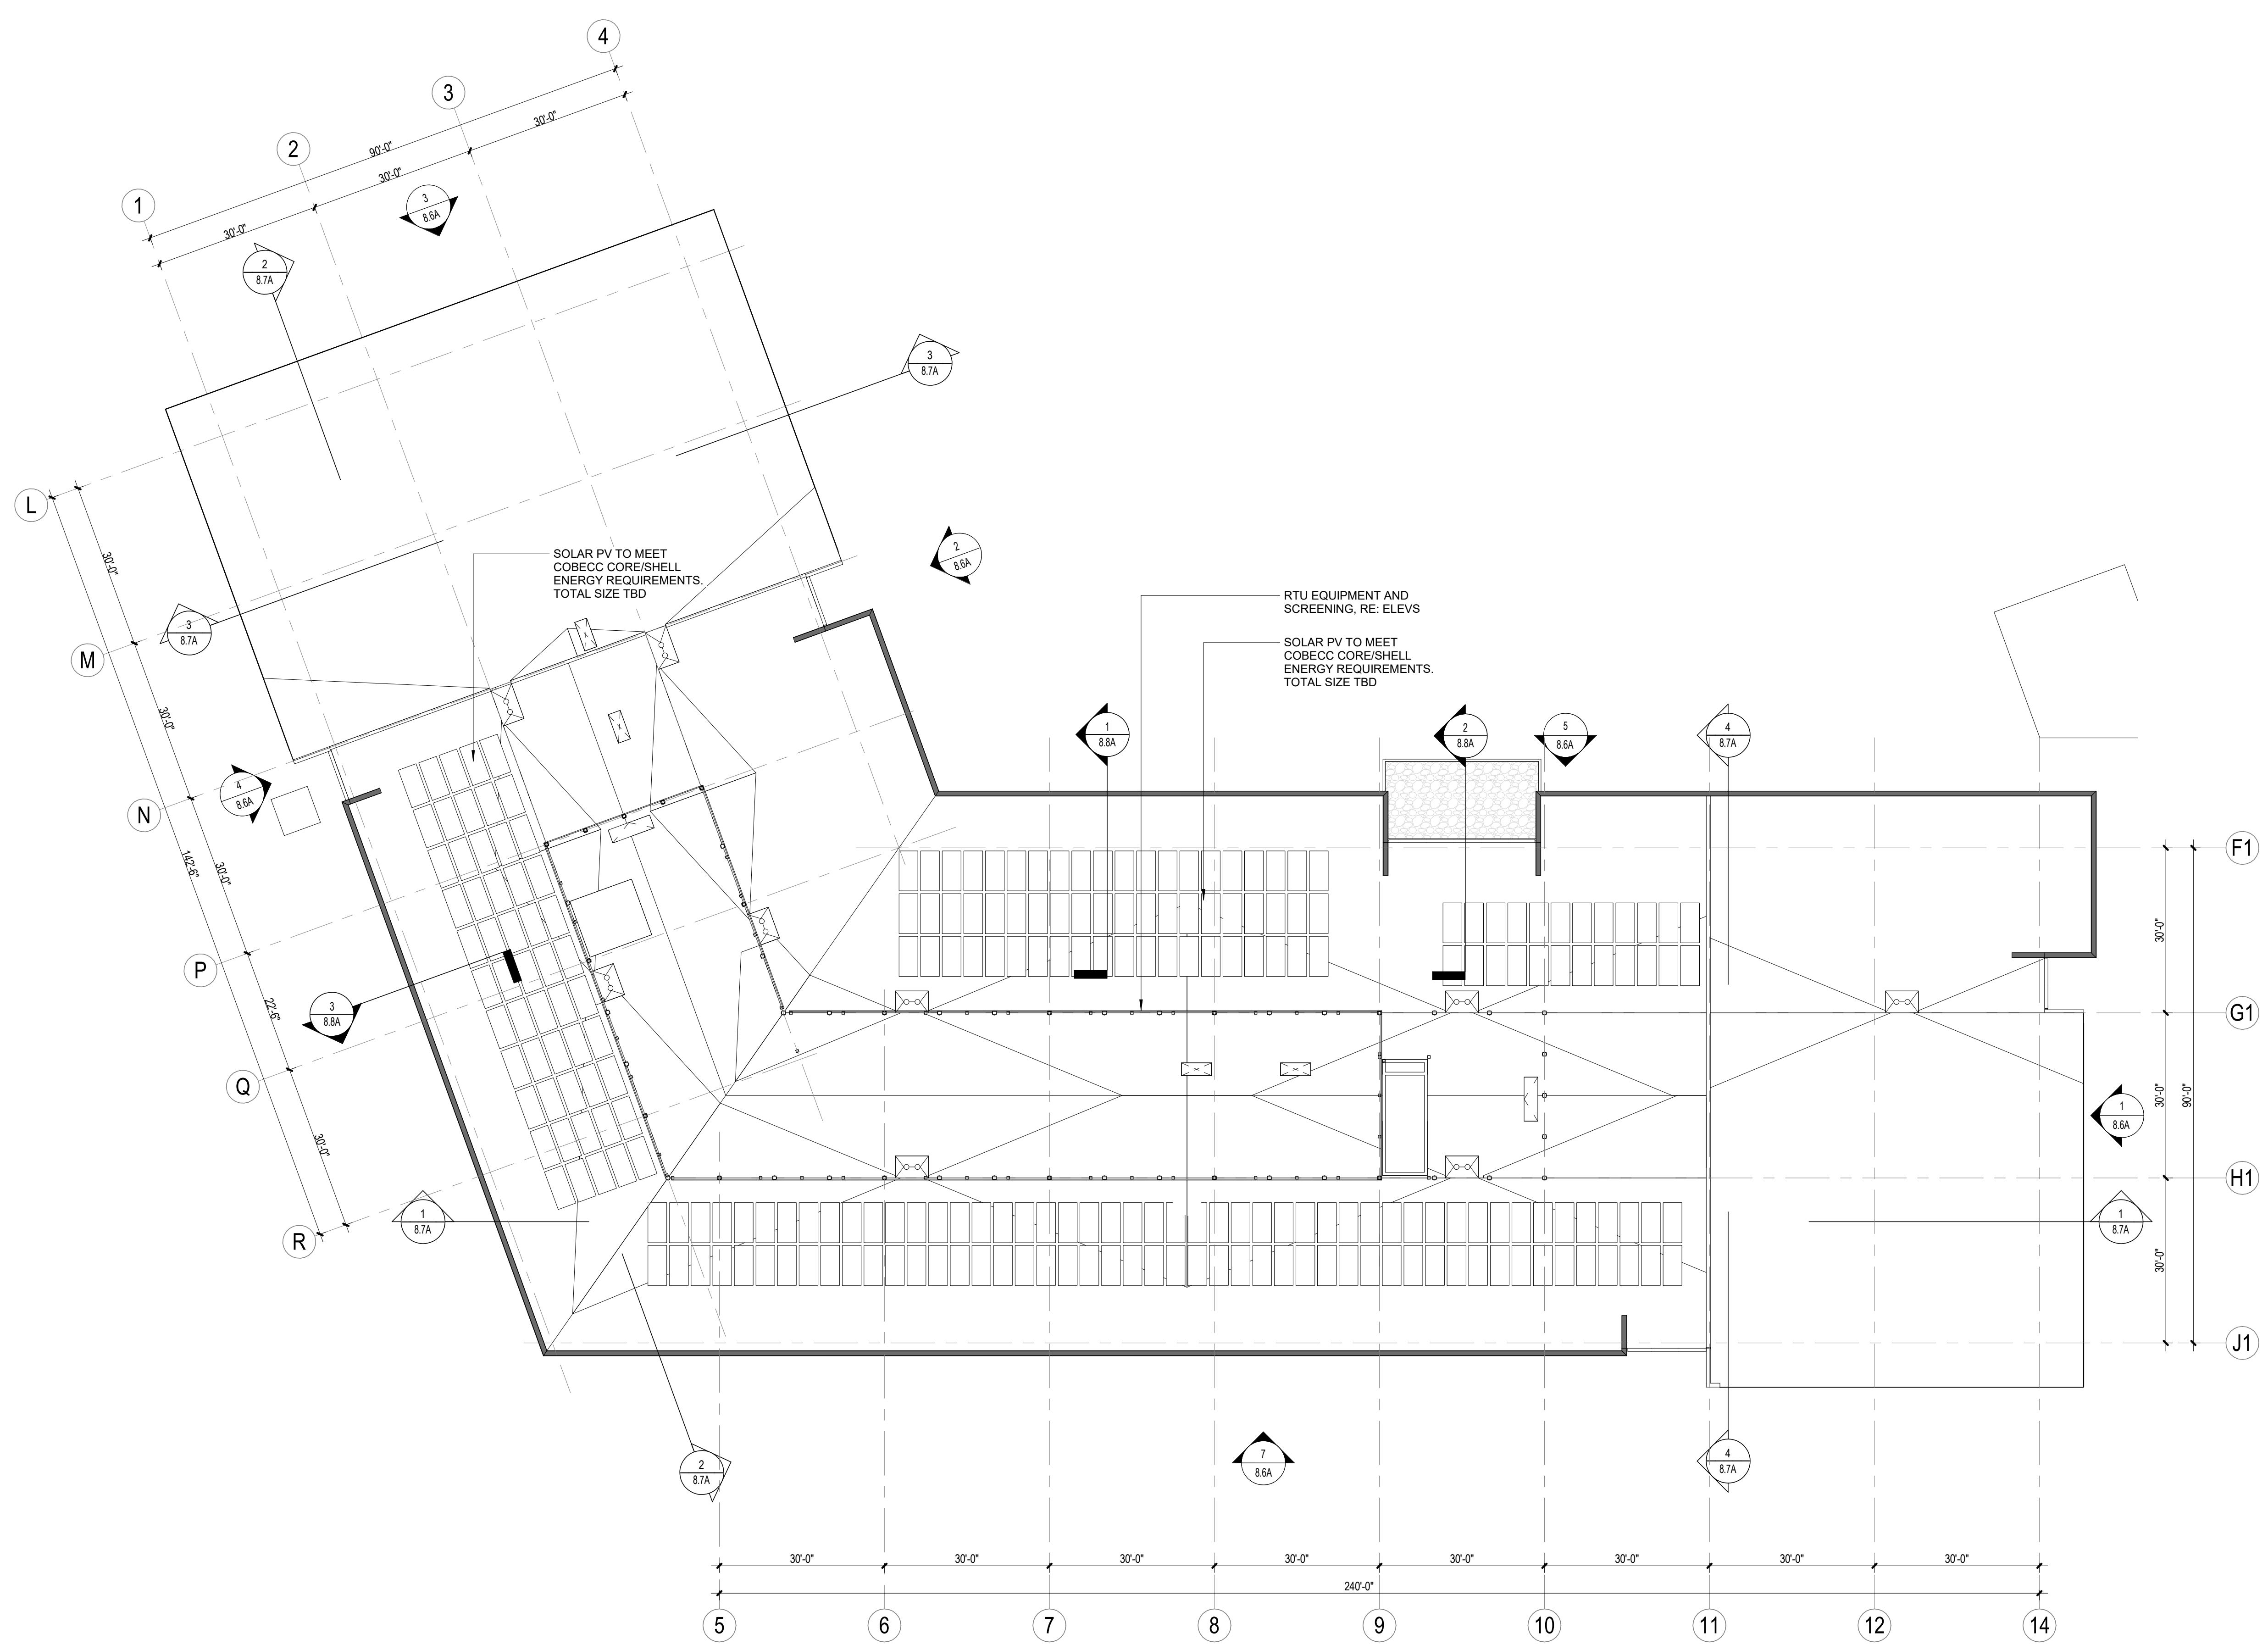 4
3
2
1
90'-0"
30'-0"
30'-0"
30'-0"
3
8.6A
2
8.7A
3
8.7A
L
30'-0"
SOLAR PV TO MEET
COBECC CORE/SHELL
ENERGY REQUIREMENTS.
TOTAL SIZE TBD
2
8.6A
RTU EQUIPMENT AND
SCREENING, RE: ELEVS
3
8.7A
M
SOLAR PV TO MEET
COBECC CORE/SHELL
ENERGY REQUIREMENTS.
TOTAL SIZE TBD
30'-0"
1
8.8A
2
8.8A
5
8.6A
4
8.7A
4
8.6A
N
F1
142'-6"
30'-0"
30'-0"
P
22'-6"
3
8.8A
G1
Q
30'-0"
90'-0"
1
8.6A
30'-0"
H1
1
8.7A
1
8.7A
R
30'-0"
J1
2
8.7A
7
8.6A
4
8.7A
30'-0"
30'-0"
30'-0"
30'-0"
30'-0"
30'-0"
30'-0"
30'-0"
240'-0"
5
6
7
8
9
10
11
12
14